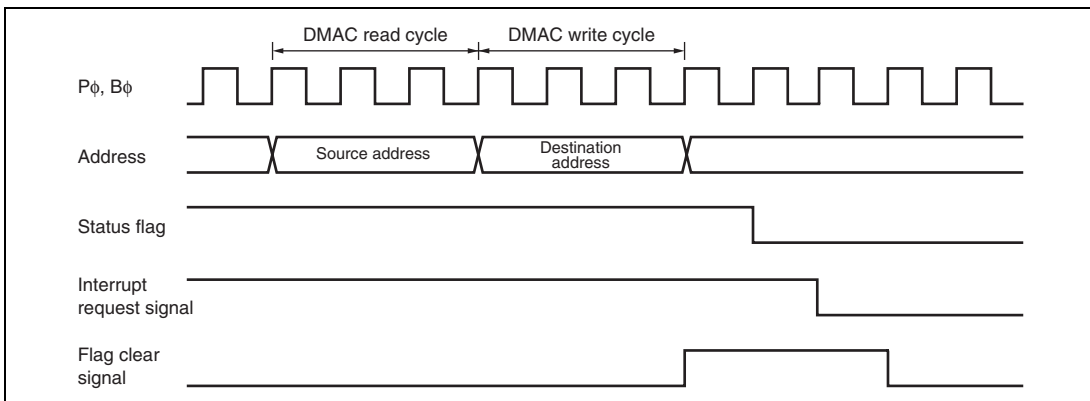 DMAC read cycle DMAC write cycle
Pϕ, Bϕ
Address
Source address
Destination
address
Status flag
Interrupt
request signal
Flag clear
signal